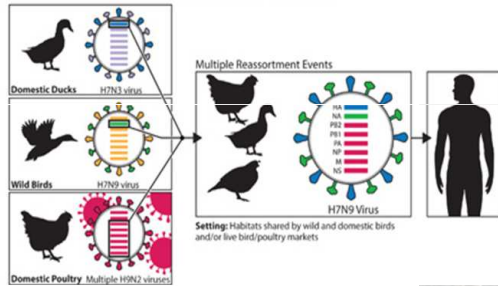 Domestic Ducks
H7N3 virus
Wild Birds
H7N9 virus
Domestic Poultry
Multiple H9N2 viruses
Multiple Reassortment Events
HA
NA
PB2
PB1
PA
NP
M
NS
H7N9 Virus
Setting: Habitats shared by wild and domestic birds
and/or live bird/poultry markets